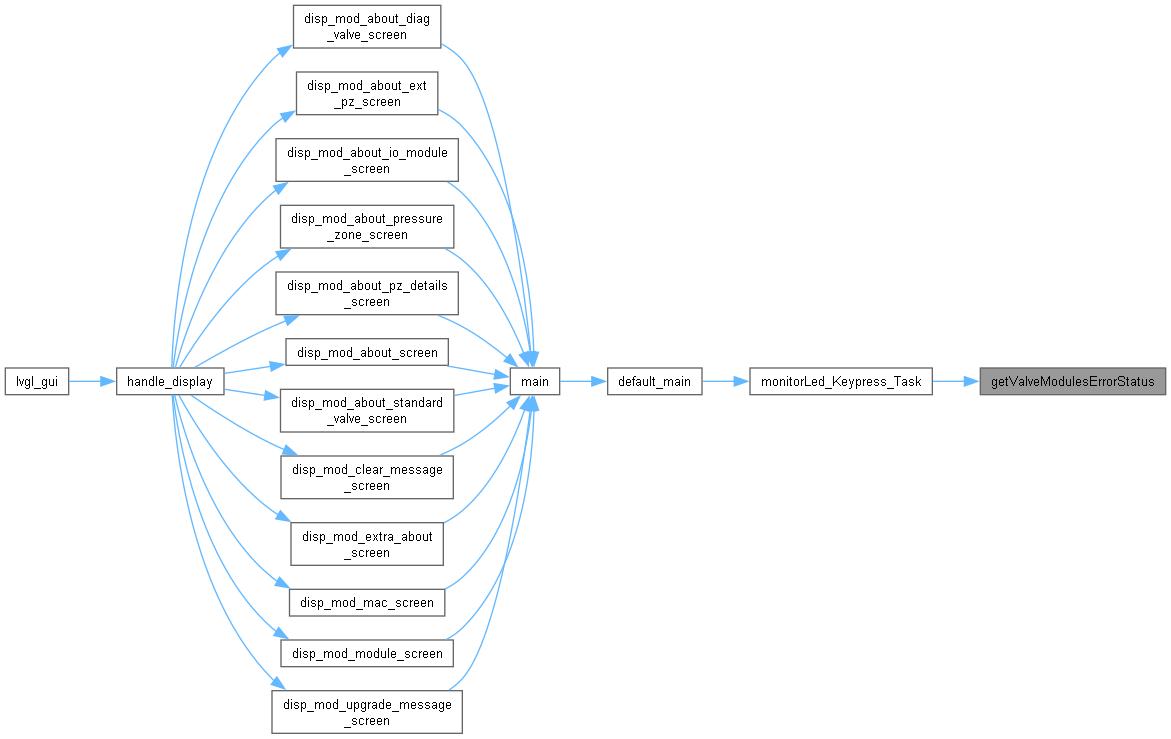 lvgl_gui
handle_display
disp_mod_about_diag
_valve_screen
disp_mod_about_ext
_pz_screen
disp_mod_about_io_module
_screen
disp_mod_about_pressure
_zone_screen
disp_mod_about_pz_details
_screen
disp_mod_about_screen
disp_mod_about_standard
_valve_screen
disp_mod_clear_message
_screen
disp_mod_extra_about
_screen
disp_mod_mac_screen
disp_mod_module_screen
disp_mod_upgrade_message
_screen
main
default_main
monitorLed_Keypress_Task
getValveModulesErrorStatus